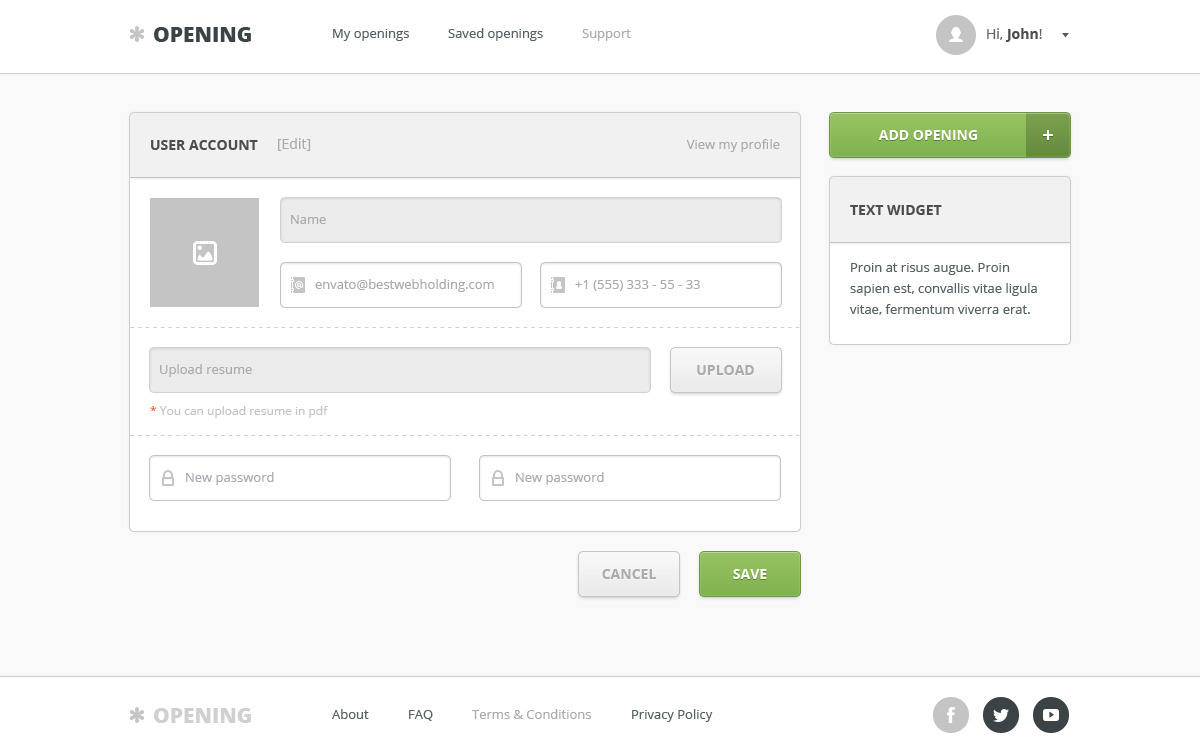 OPENING My openings Saved openings Support Hi, John!
USER ACCOUNT [Edit] View my profile
Name
envato@bestwebholding.com +1 (555) 333 - 55 - 33
Upload resume UPLOAD
* You can upload resume in pdf
New password New password
CANCEL SAVE
ADD OPENING +
TEXT WIDGET
Proin at risus augue. Proin
sapien est, convallis vitae ligula
vitae, fermentum viverra erat.
OPENING About FAQ Terms & Conditions Privacy Policy